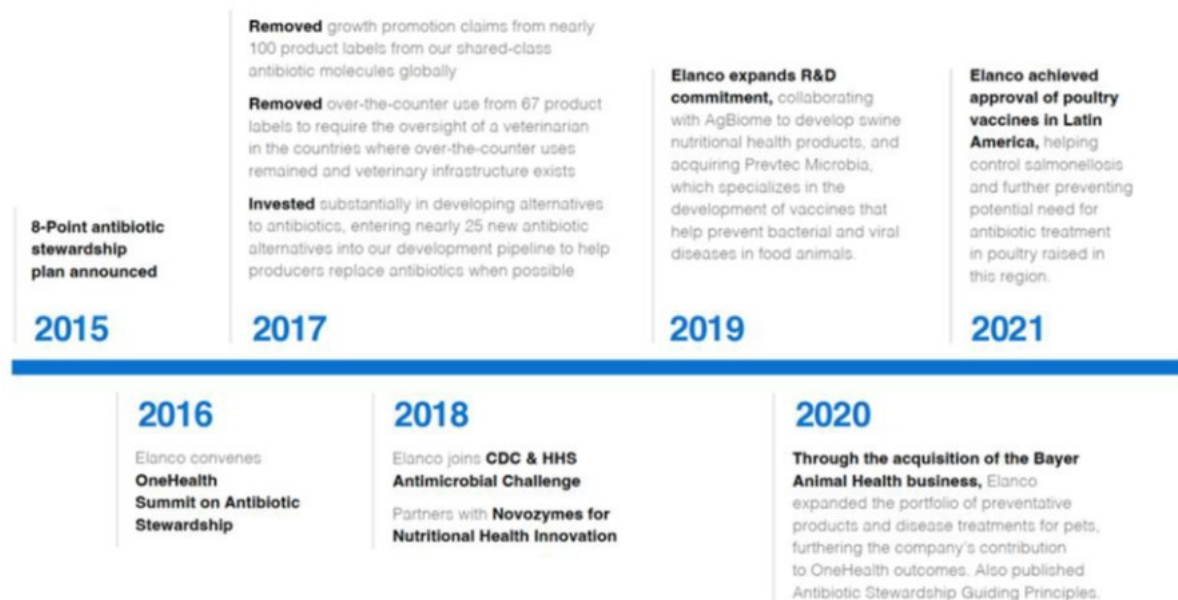 Removed growth promotion claims from nearly
100 product labels from our shared-class
antibiotic molecules globally
Removed over-the-counter use from 67 product
labels to require the oversight of a veterinarian
in the countries where over-the-counter uses
remained and veterinary infrastructure exists
Invested substantially in developing alternatives
to antibiotics, entering nearly 25 new antibiotic
alternatives into our development pipeline to help
producers replace antibiotics when possible
Elanco expands R&D
commitment, collaborating
with AgBiome to develop swine
nutritional health products, and
acquiring Prevtec Microbia,
which specializes in the
development of vaccines that
help prevent bacterial and viral
diseases in food animals.
Elanco achieved
approval of poultry
vaccines in Latin
America, helping
control salmonellosis
and further preventing
potential need for
antibiotic treatment
in poultry raised in
this region.
8-Point antibiotic
stewardship
plan announced
2015
2017
2019
2021
2016
Elanco convenes
OneHealth
Summit on Antibiotic
Stewardship
2018
Elanco joins CDC & HHS
Antimicrobial Challenge
Partners with Novozymes for
Nutritional Health Innovation
2020
Through the acquisition of the Bayer
Animal Health business, Elanco
expanded the portfolio of preventative
products and disease treatments for pets,
furthering the company's contribution
to OneHealth outcomes. Also published
Antibiotic Stewardship Guiding Principles.